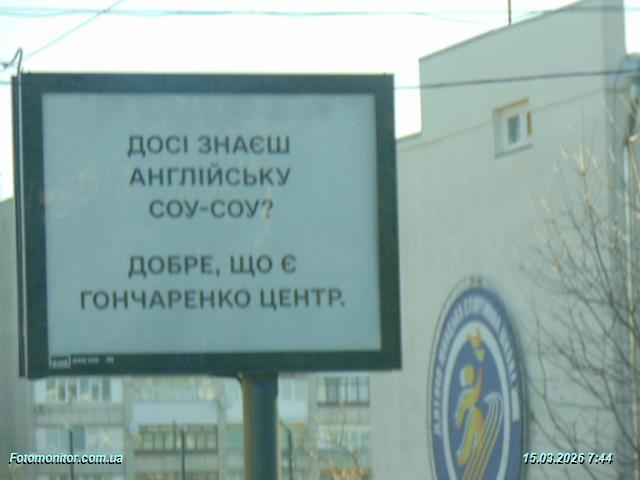 ДОСІ ЗНАЄШ
АНГЛІЙСЬКУ
СОУ-СОУ?
ДОБРЕ, ЩО Є
ГОНЧАРЕНКО ЦЕНТР.
Fotomonitor.com.ua
15.03.2026 7:44